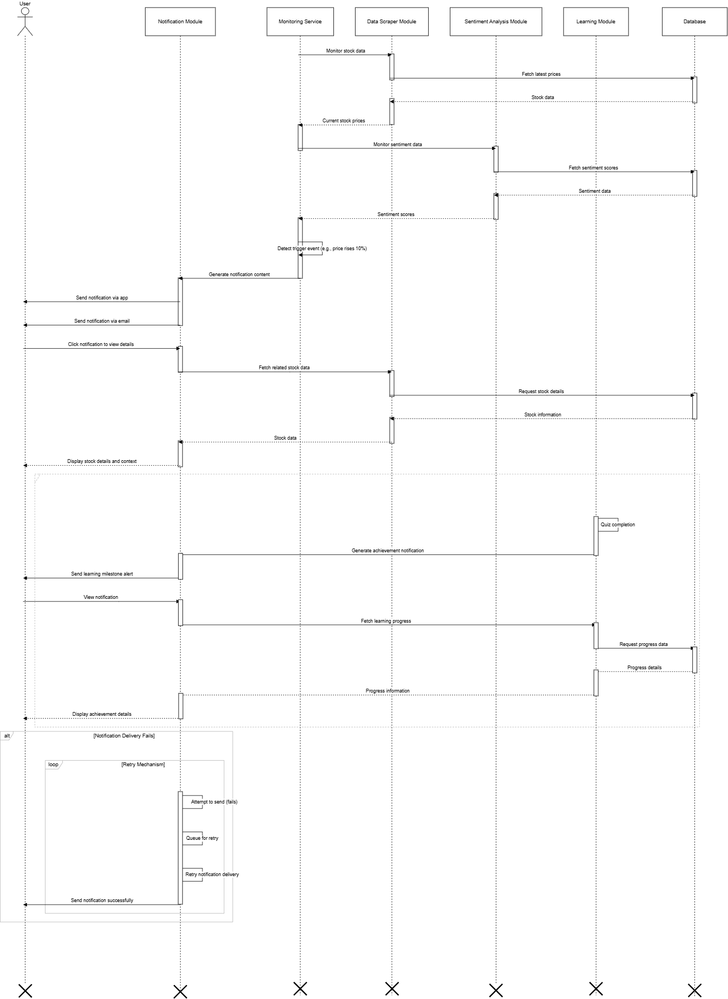 User
Notification Module
Monitoring Service
Data Scraper Module
Sentiment Analysis Module
Learning Module
Database
Monitor stock data
Fetch latest prices
Stock data
Current stock prices
Monitor sentiment data
Fetch sentiment scores
Sentiment data
Sentiment scores
Detect trigger event (e.g., price rises 10%)
Generate notification content
Send notification via app
Send notification via email
Click notification to view details
Fetch related stock data
Request stock details
Stock information
Stock data
Display stock details and context
Quiz completion
Generate achievement notification
Send learning milestone alert
View notification
Fetch learning progress
Request progress data
Progress details
Progress information
Display achievement details
alt
[Notification Delivery Fails]
loop
[Retry Mechanism]
Attempt to send (fails)
Queue for retry
Retry notification delivery
Send notification successfully